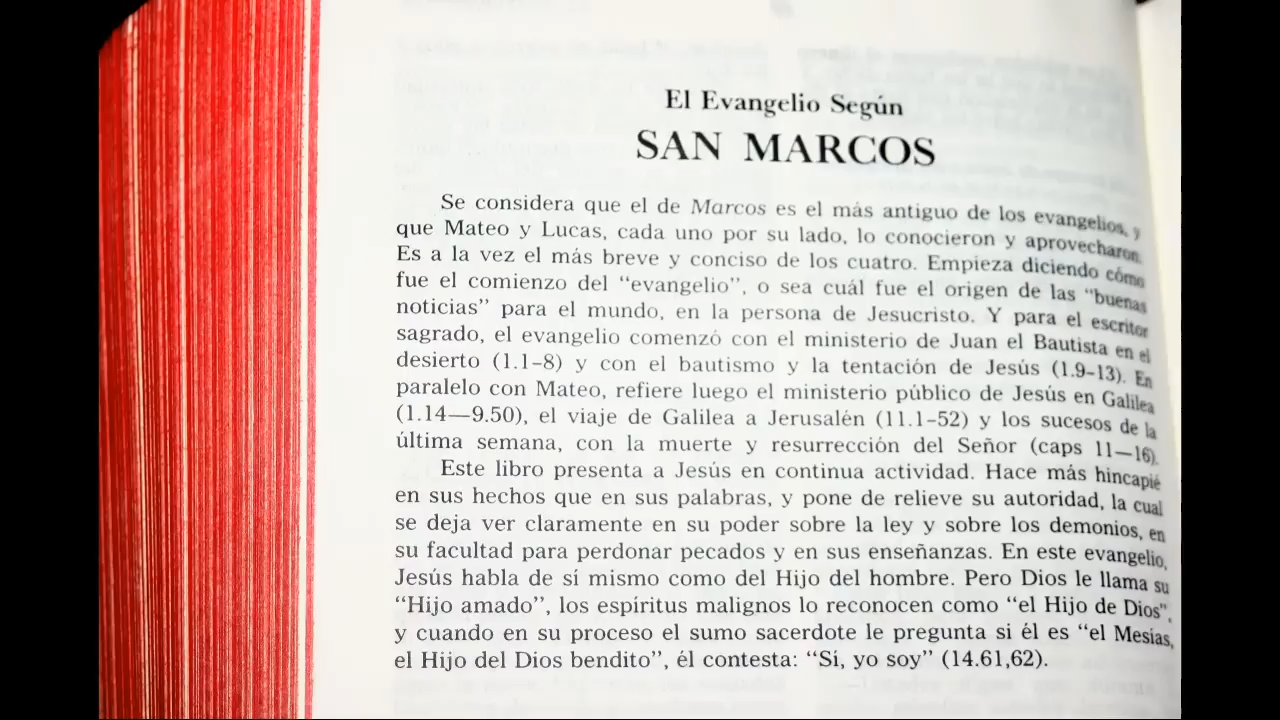 El Evangelio Según
SAN MARCOS
Se considera que el de Marcos es el más antiguo de los evangelios, y
que Mateo y Lucas, cada uno por su lado, lo conocieron y aprovecharon.
Es a la vez el más breve y conciso de los cuatro. Empieza diciendo cómo
fue el comienzo del “evangelio”, o sea cuál fue el origen de las “buenas
noticias” para el mundo, en la persona de Jesucristo. Y para el escritor
sagrado, el evangelio comenzó con el ministerio de Juan el Bautista en el
desierto (1.1–8) y con el bautismo y la tentación de Jesús (1.9–13). En
paralelo con Mateo, refiere luego el ministerio público de Jesús en Galilea
(1.14—9.50), el viaje de Galilea a Jerusalén (11.1–52) y los sucesos de la
última semana, con la muerte y resurrección del Señor (caps 11—16).
Este libro presenta a Jesús en continua actividad. Hace más hincapié
en sus hechos que en sus palabras, y pone de relieve su autoridad, la cual
se deja ver claramente en su poder sobre la ley y sobre los demonios, en
su facultad para perdonar pecados y en sus enseñanzas. En este evangelio,
Jesús habla de sí mismo como del Hijo del hombre. Pero Dios le llama su
“Hijo amado”, los espíritus malignos lo reconocen como “el Hijo de Dios”,
y cuando en su proceso el sumo sacerdote le pregunta si él es “el Mesías,
el Hijo del Dios bendito”, él contesta: “Sí, yo soy” (14.61,62).